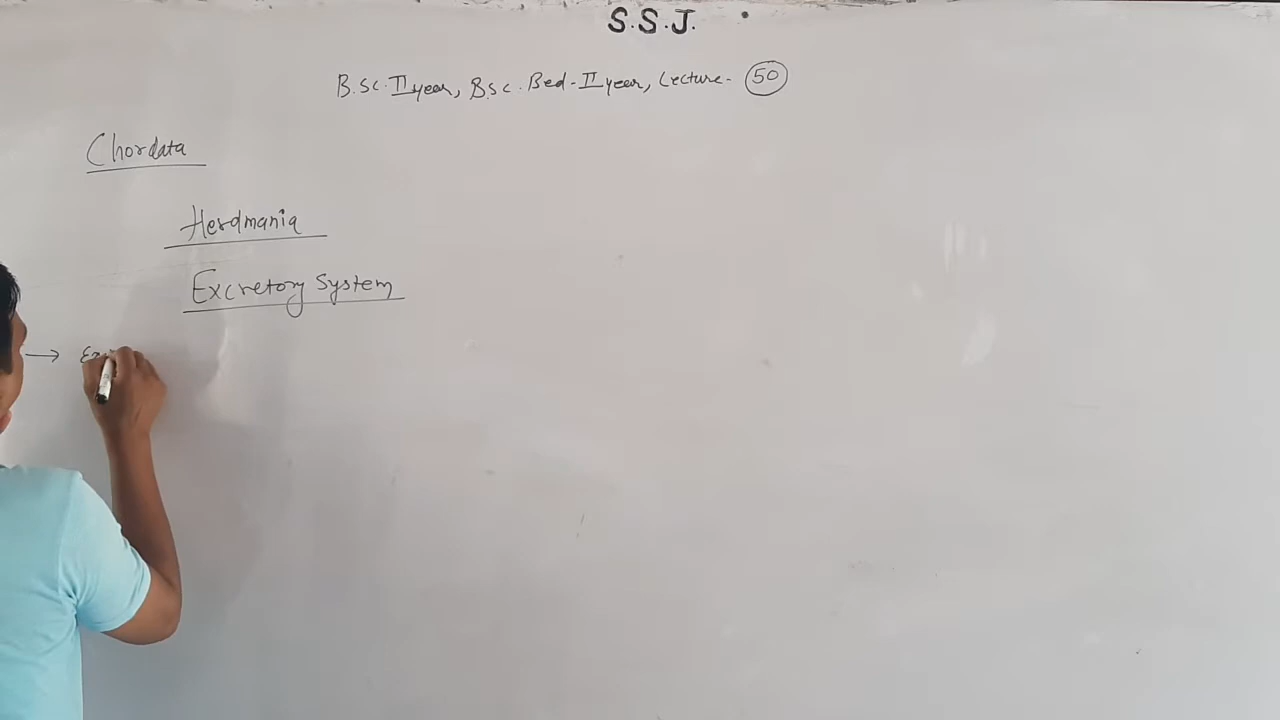 S.S.J.
B.Sc. II year, B.Sc. Bed - II year, Lecture - 50
Chordata
Herdmania
Excretory System
→